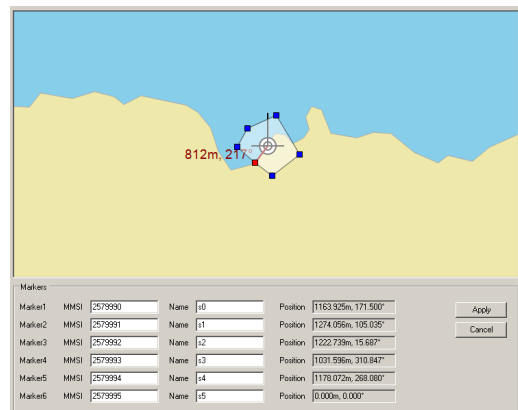 812m, 217°
Markers
Marker1 MMSI 2579990 Name s0 Position 1163.925m, 171.500°
Marker2 MMSI 2579991 Name s1 Position 1274.056m, 105.035°
Marker3 MMSI 2579992 Name s2 Position 1222.739m, 15.687°
Marker4 MMSI 2579993 Name s3 Position 1031.596m, 310.847°
Marker5 MMSI 2579994 Name s4 Position 1178.072m, 268.080°
Marker6 MMSI 2579995 Name s5 Position 0.000m, 0.000°
Apply
Cancel